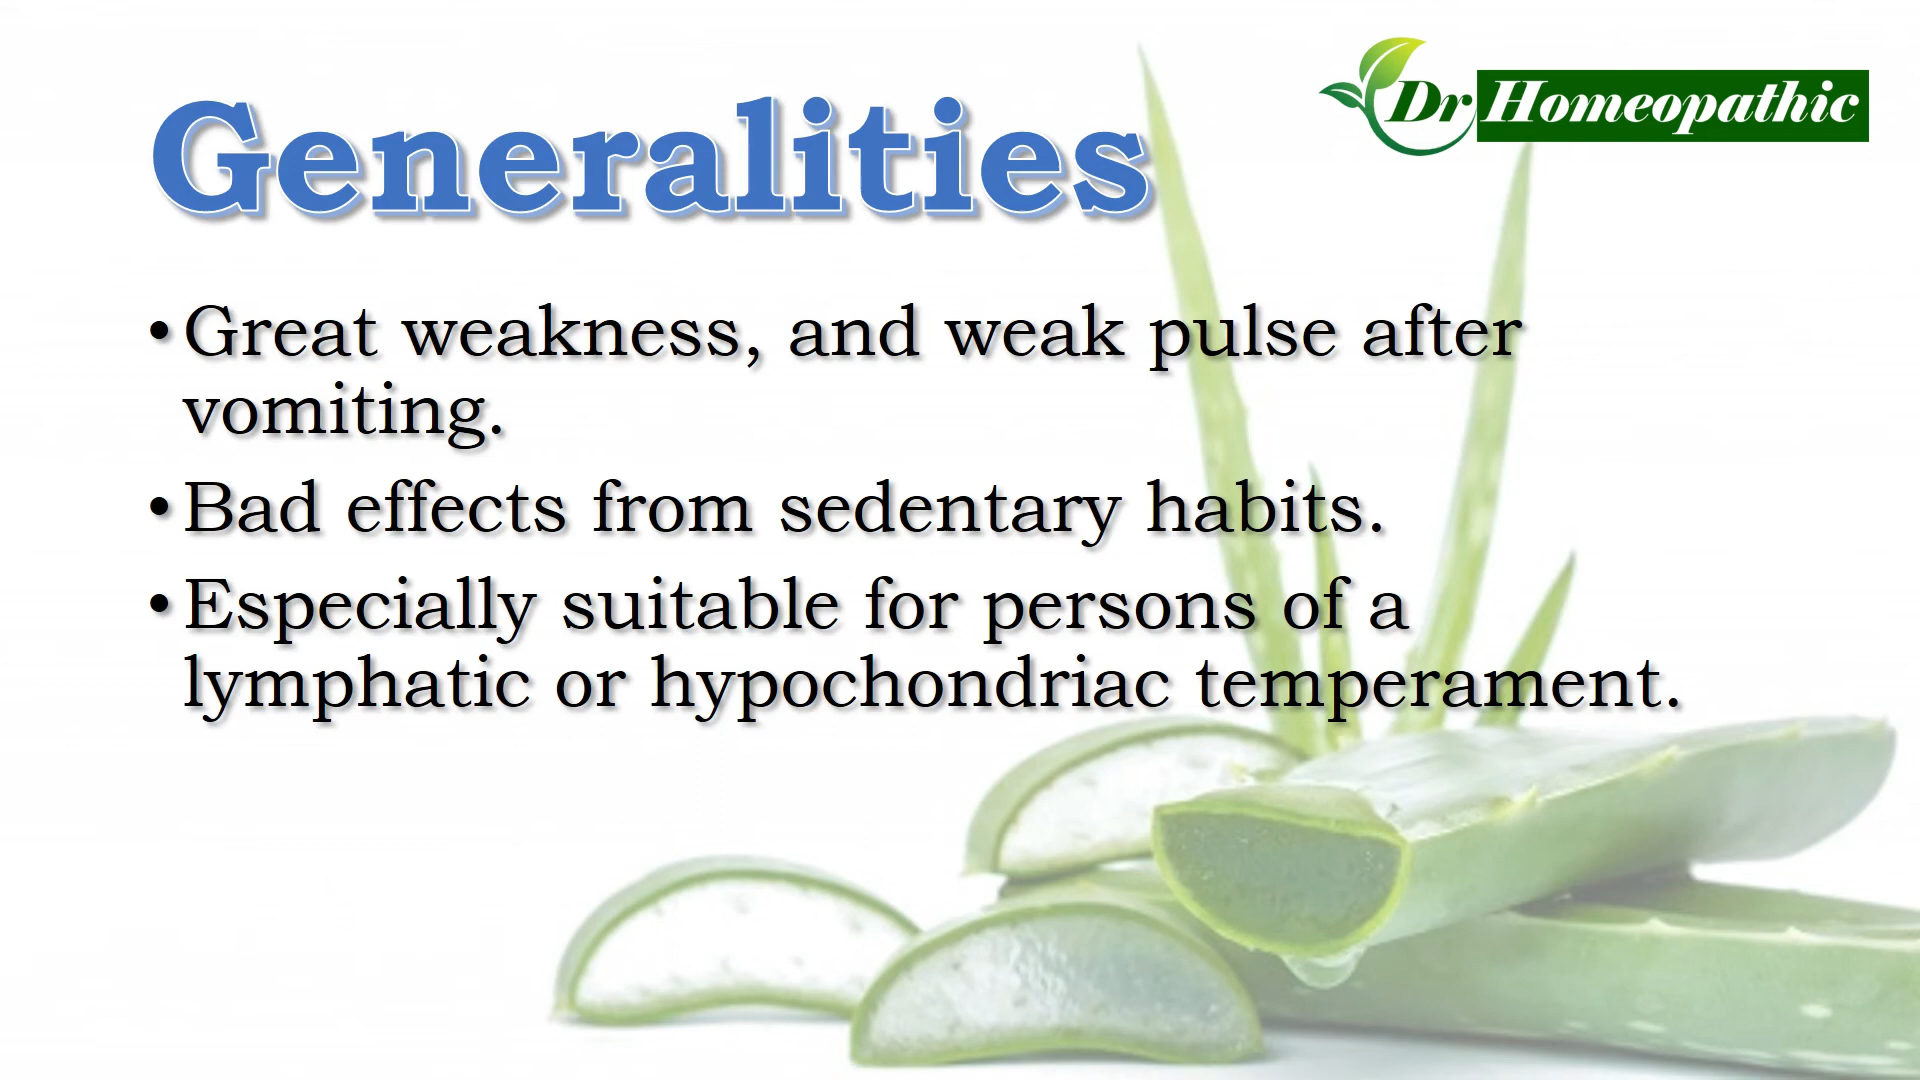 Dr Homeopathic
Generalities
• Great weakness, and weak pulse after
vomiting.
• Bad effects from sedentary habits.
• Especially suitable for persons of a
lymphatic or hypochondriac temperament.